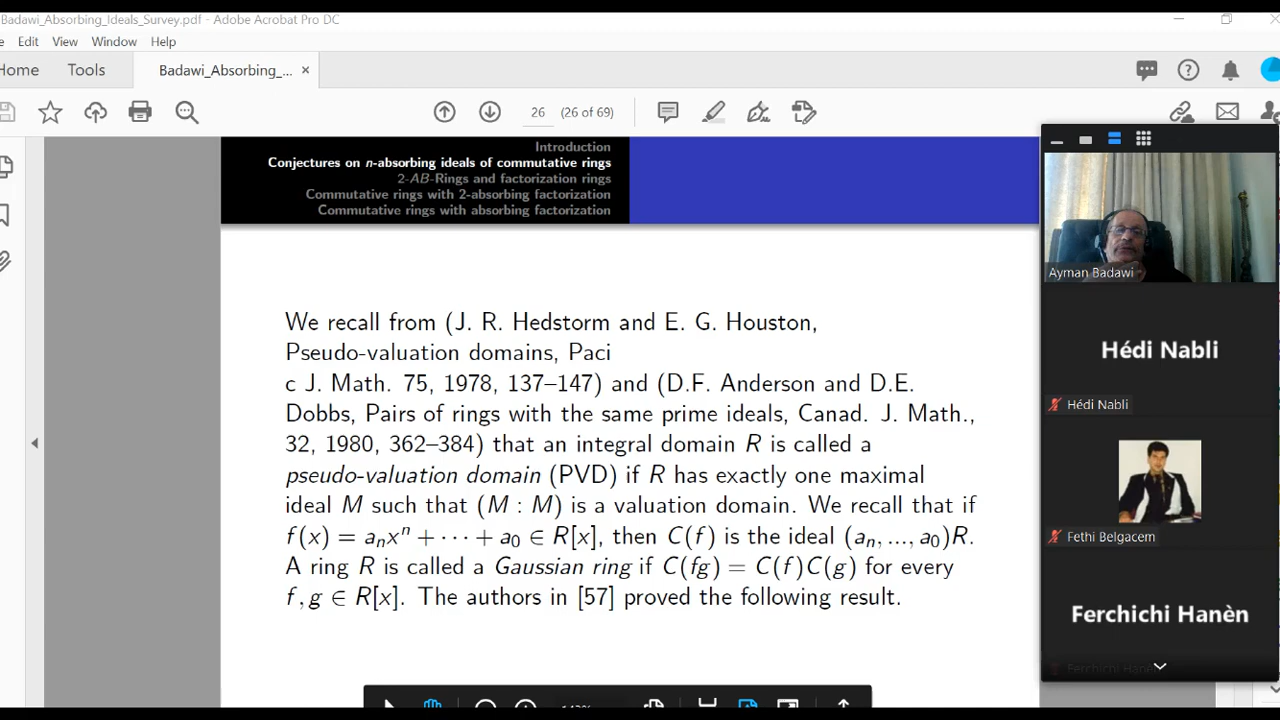 Badawi_Absorbing_Ideals_Survey.pdf - Adobe Acrobat Pro DC
Edit View Window Help
Home Tools Badawi_Absorbing_... ×
26 (26 of 69)
Introduction
Conjectures on n-absorbing ideals of commutative rings
2-AB-Rings and factorization rings
Commutative rings with 2-absorbing factorization
Commutative rings with absorbing factorization
We recall from (J. R. Hedstorm and E. G. Houston,
Pseudo-valuation domains, Paci
c J. Math. 75, 1978, 137–147) and (D.F. Anderson and D.E.
Dobbs, Pairs of rings with the same prime ideals, Canad. J. Math.,
32, 1980, 362–384) that an integral domain R is called a
pseudo-valuation domain (PVD) if R has exactly one maximal
ideal M such that (M : M) is a valuation domain. We recall that if
f(x) = aₙxⁿ + ··· + a₀ ∈ R[x], then C(f) is the ideal (aₙ, ..., a₀)R.
A ring R is called a Gaussian ring if C(fg) = C(f)C(g) for every
f, g ∈ R[x]. The authors in [57] proved the following result.
Ayman Badawi
Hédi Nabli
Hédi Nabli
Fethi Belgacem
Ferchichi Hanèn